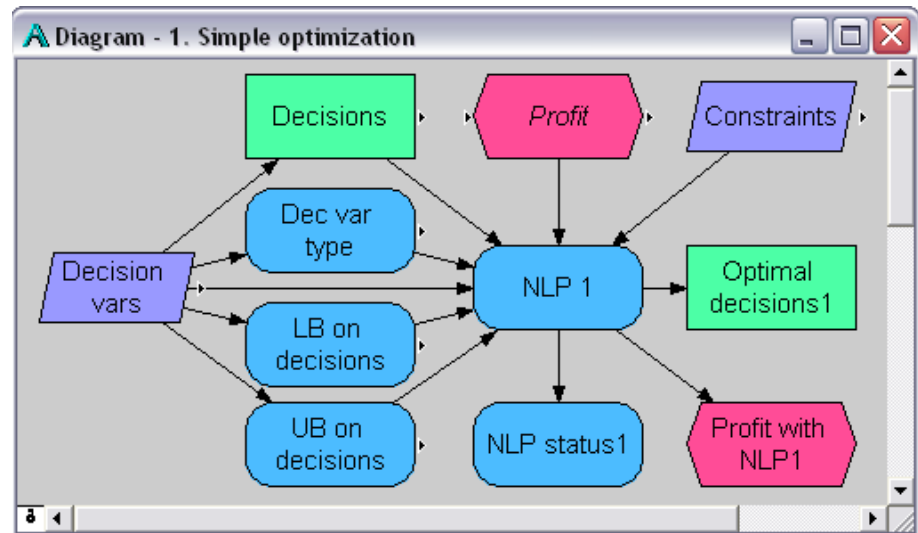 Diagram - 1. Simple optimization
Decisions
Profit
Constraints
Dec var
type
Decision
vars
NLP 1
Optimal
decisions1
LB on
decisions
UB on
decisions
NLP status1
Profit with
NLP1